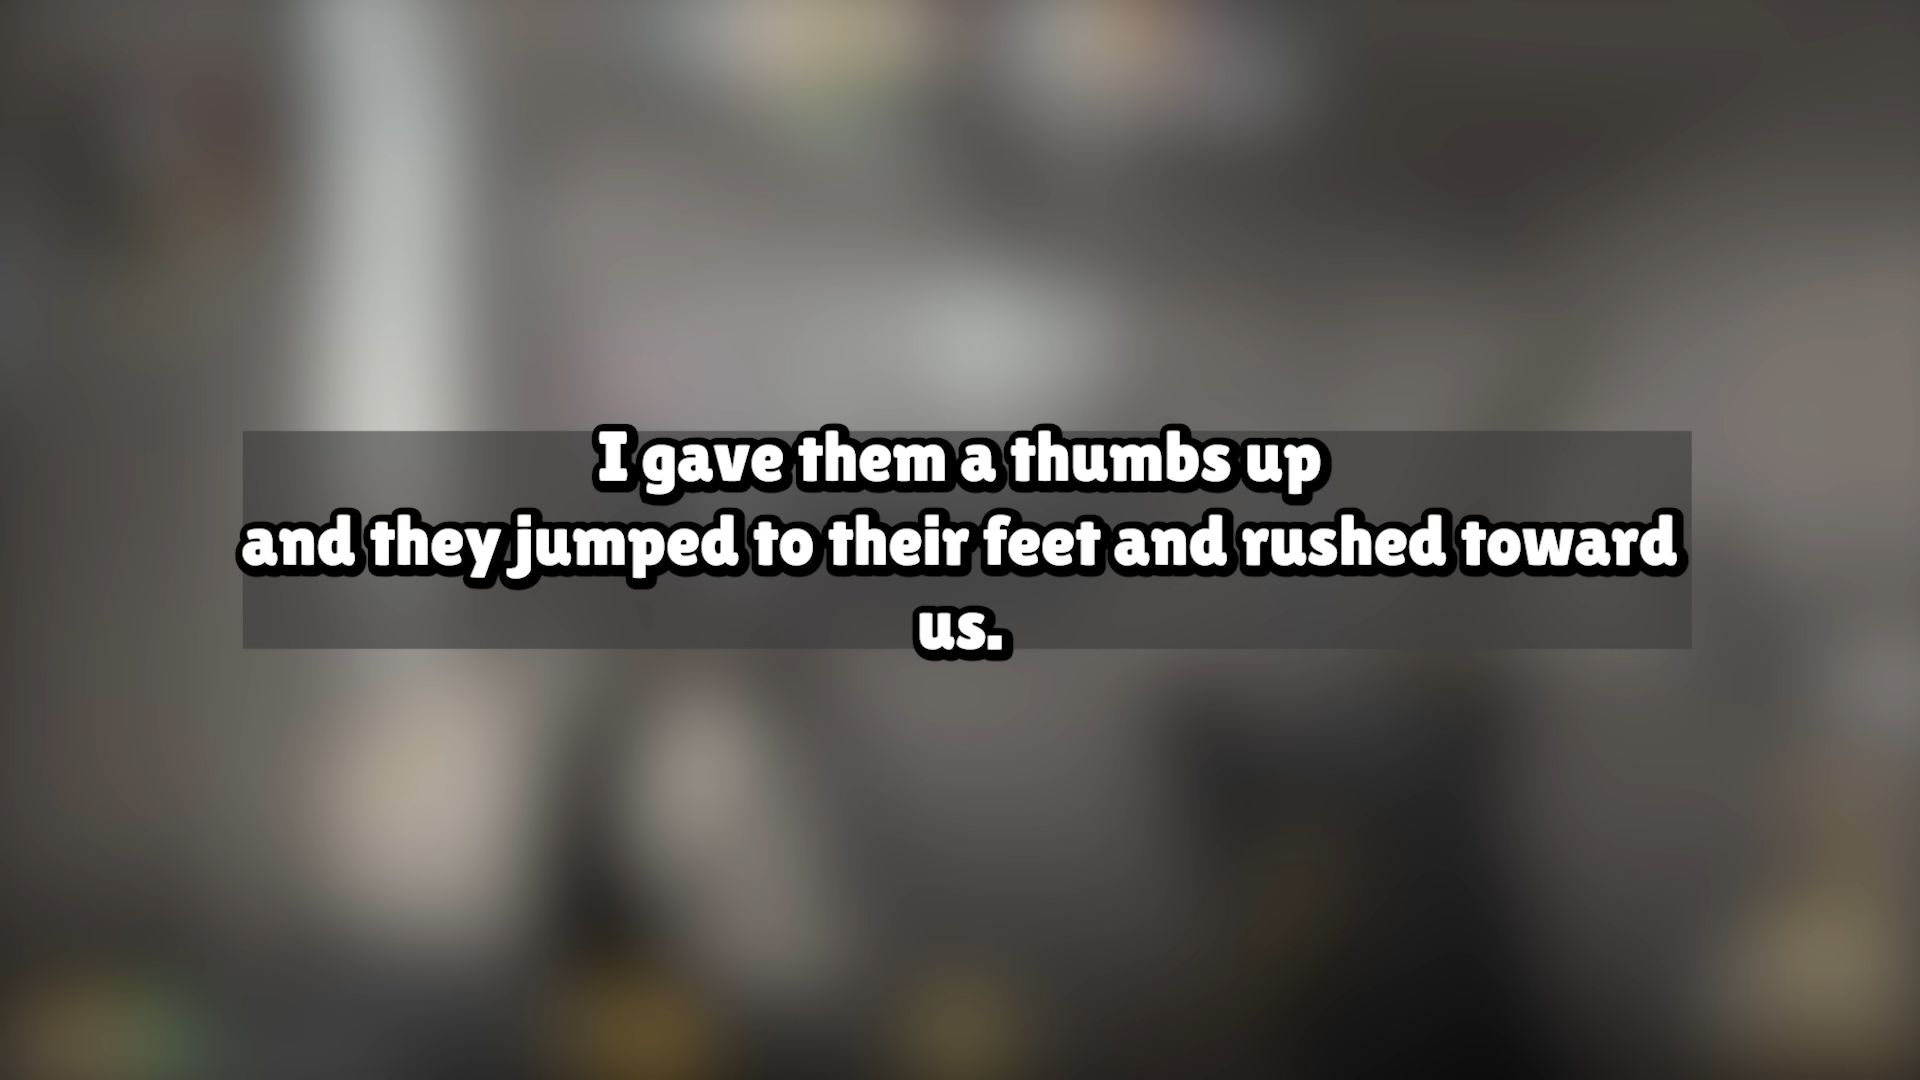 I gave them a thumbs up
and they jumped to their feet and rushed toward
us.